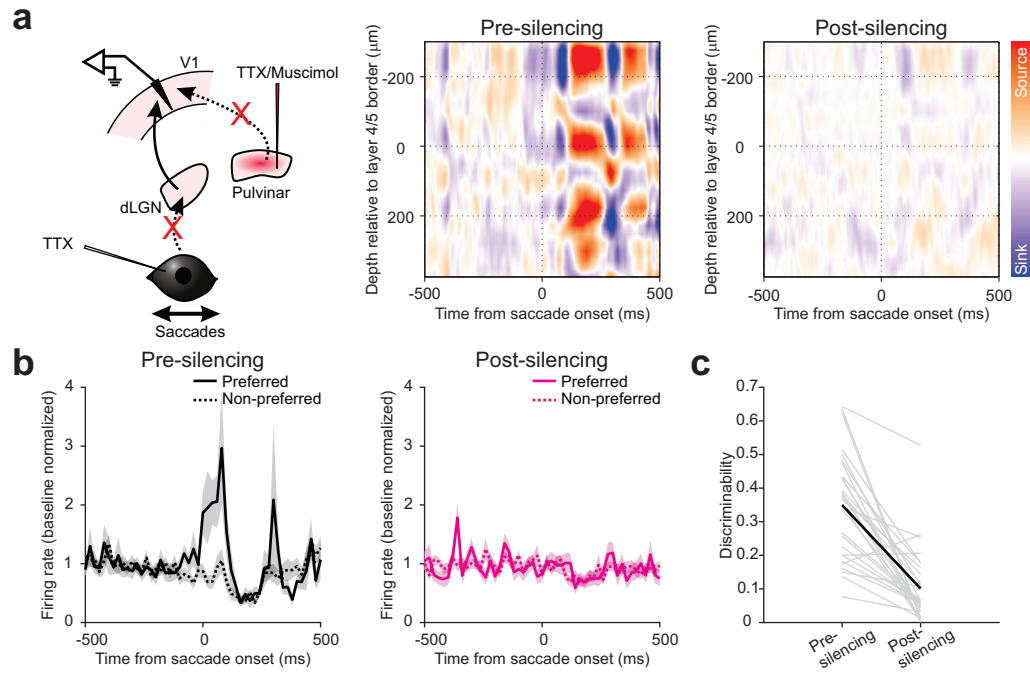 a
V1
TTX/Muscimol
X
Pulvinar
dLGN
X
TTX
Saccades
Pre-silencing
Depth relative to layer 4/5 border (μm)
-200
0
200
-500
0
500
Time from saccade onset (ms)
Post-silencing
Depth relative to layer 4/5 border (μm)
-200
0
200
-500
0
500
Time from saccade onset (ms)
Source
Sink
b
Pre-silencing
Preferred
Non-preferred
Firing rate (baseline normalized)
4
3
2
1
0
-500
0
500
Time from saccade onset (ms)
Post-silencing
Preferred
Non-preferred
Firing rate (baseline normalized)
4
3
2
1
0
-500
0
500
Time from saccade onset (ms)
c
Discriminability
0.7
0.6
0.5
0.4
0.3
0.2
0.1
0
Pre-
silencing
Post-
silencing